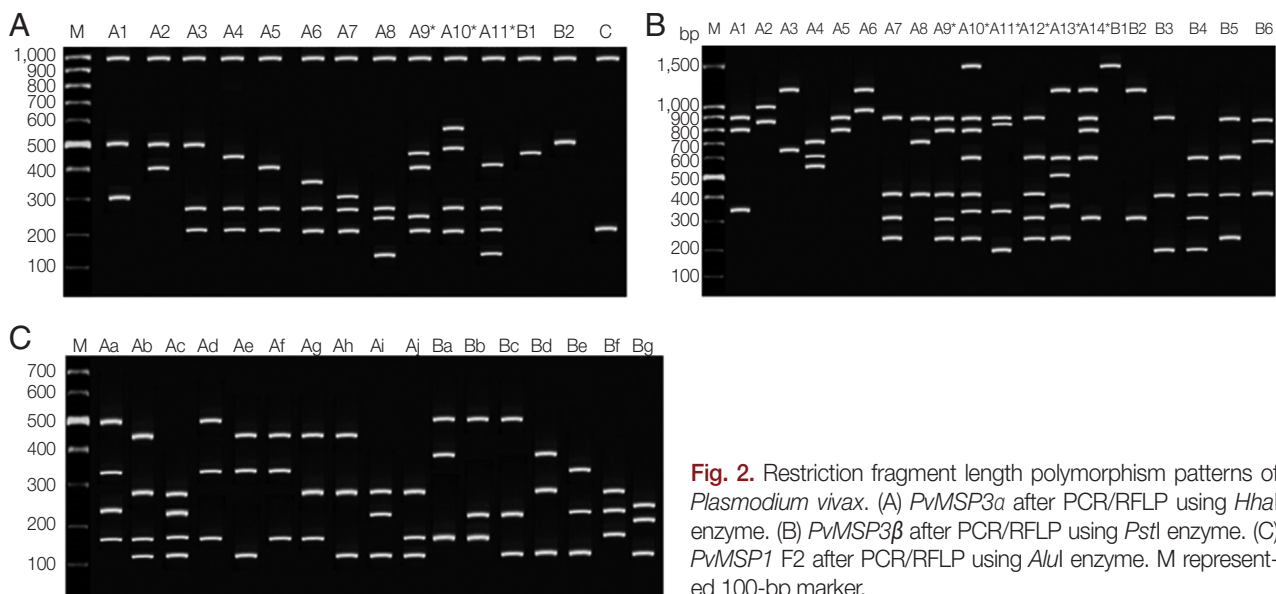 A
M A1 A2 A3 A4 A5 A6 A7 A8 A9* A10* A11* B1 B2 C
1,000
900
800
700
600
500
400
300
200
100
B
bp M A1 A2 A3 A4 A5 A6 A7 A8 A9* A10* A11* A12* A13* A14* B1 B2 B3 B4 B5 B6
1,500
1,000
900
800
700
600
500
400
300
200
100
C
M Aa Ab Ac Ad Ae Af Ag Ah Ai Aj Ba Bb Bc Bd Be Bf Bg
700
600
500
400
300
200
100
Fig. 2. Restriction fragment length polymorphism patterns of
Plasmodium vivax. (A) PvMSP3α after PCR/RFLP using HhaI
enzyme. (B) PvMSP3β after PCR/RFLP using PstI enzyme. (C)
PvMSP1 F2 after PCR/RFLP using AluI enzyme. M represent-
ed 100-bp marker.